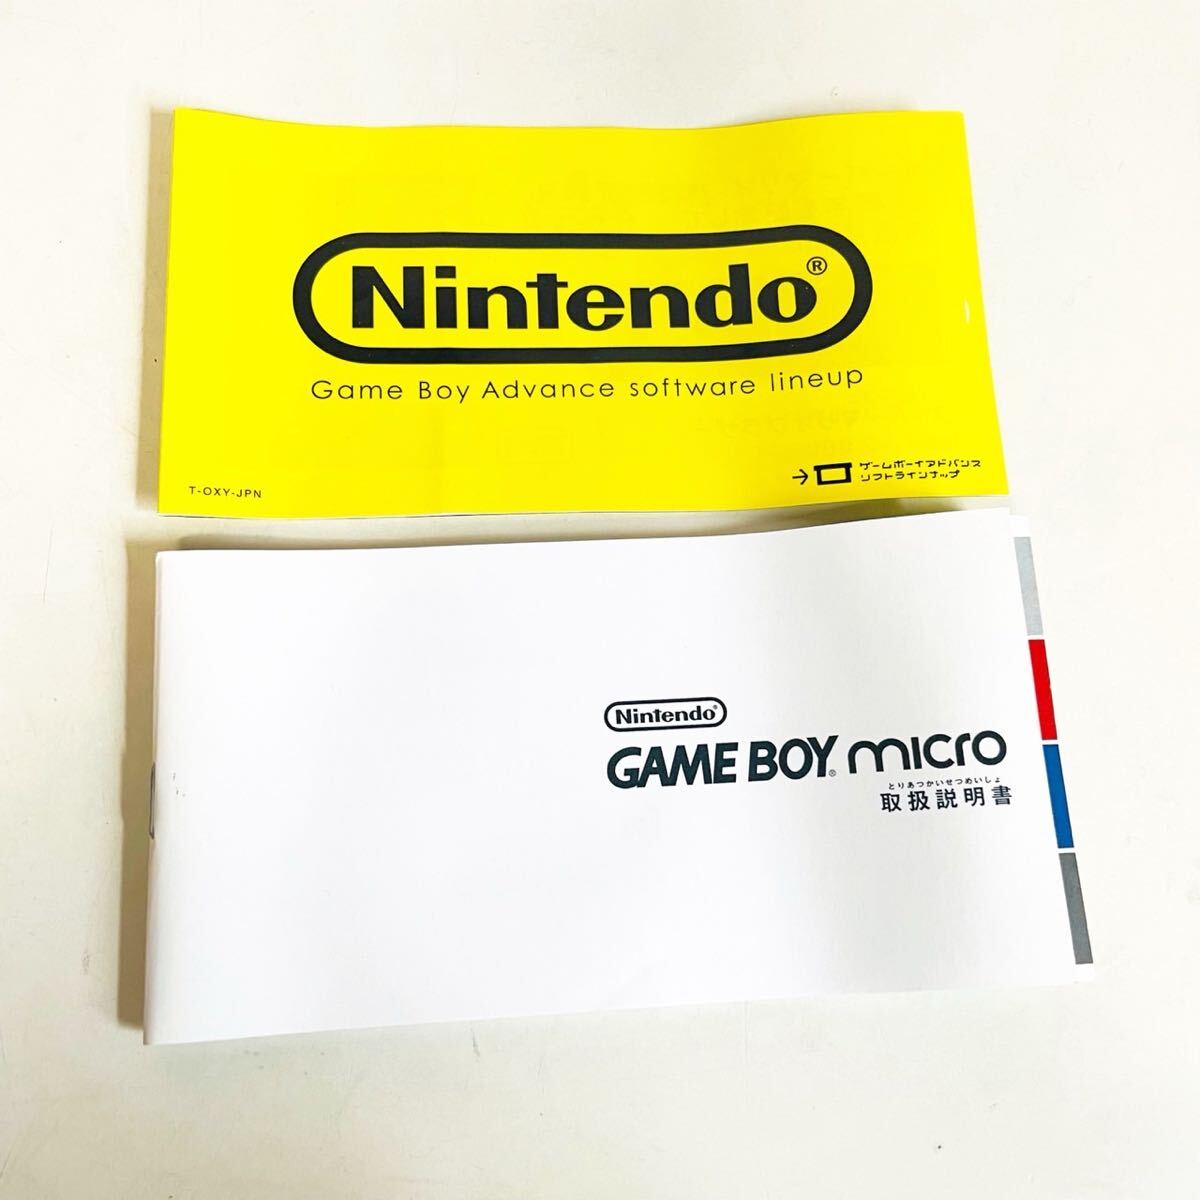 Nintendo®
Game Boy Advance software lineup
→ ゲームボーイアドバンス
ソフトラインナップ
T-OXY-JPN
Nintendo®
GAME BOY® micro
とりあつかいせつめいしょ
取扱説明書